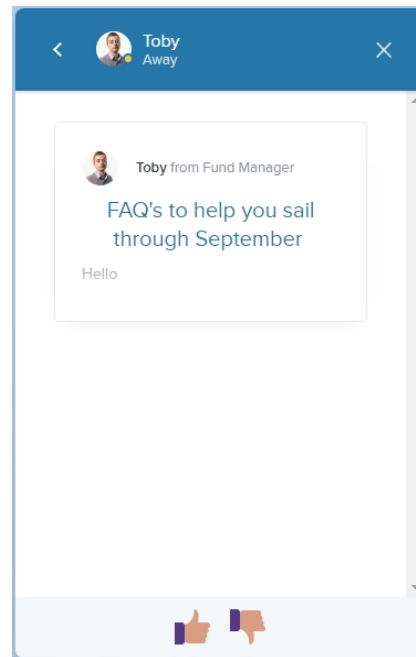 Toby
Away
Toby from Fund Manager
FAQ's to help you sail
through September
Hello